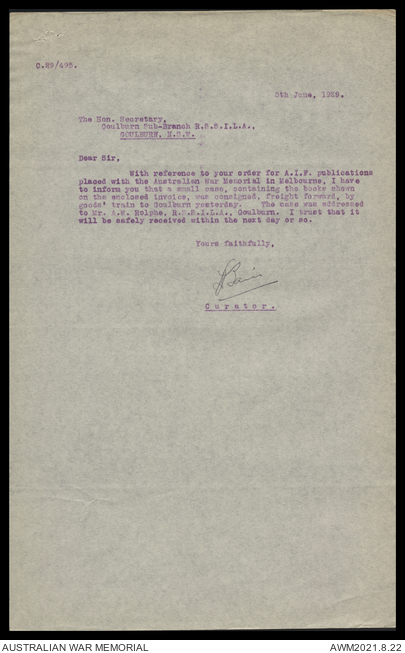 C.29/495.
5th June, 1929.
The Hon. Secretary,
Goulburn Sub-Branch R.S.S.I.L.A.,
GOULBURN, N.S.W.
Dear Sir,
With reference to your order for A.I.F. publications
placed with the Australian War Memorial in Melbourne, I have
to inform you that a small case, containing the books shown
on the enclosed invoice, was consigned, freight forward, by
goods' train to Goulburn yesterday. The case was addressed
to Mr. A.W. Rolphe, R.S.S.I.L.A., Goulburn. I trust that it
will be safely received within the next day or so.
Yours faithfully,
Curator.
AUSTRALIAN WAR MEMORIAL
AWM2021.8.22